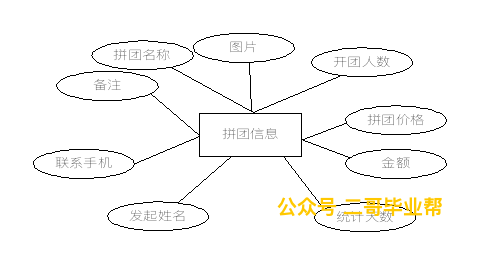 图片
拼团名称
开团人数
备注
拼团价格
拼团信息
联系手机
金额
发起姓名
公众号 二哥毕业帮
统计天数